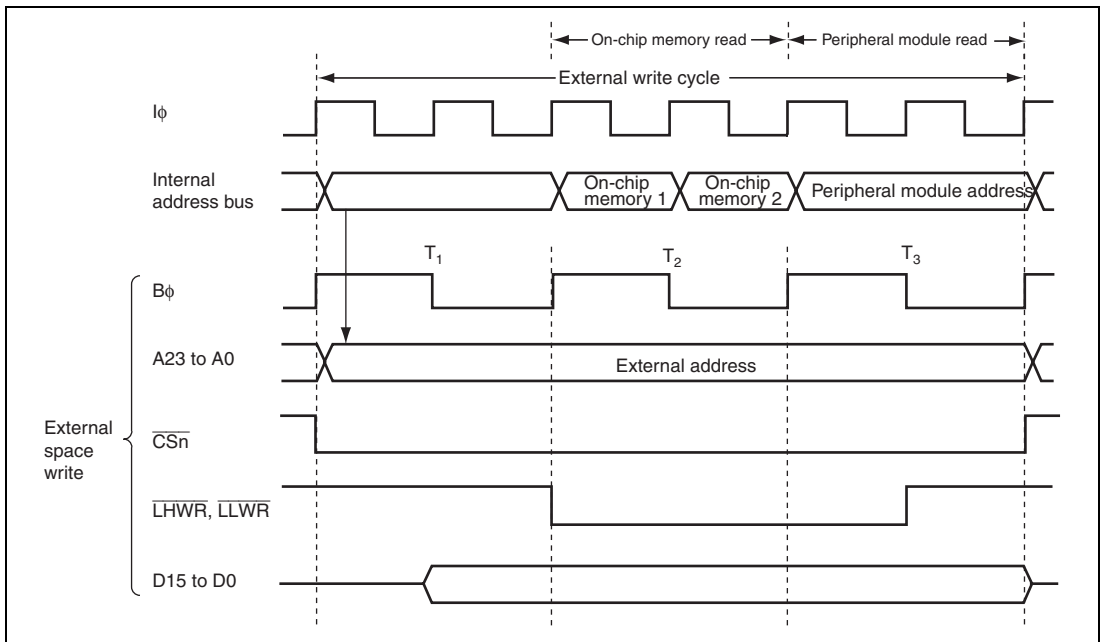 On-chip memory read
Peripheral module read
External write cycle
Iϕ
Internal
address bus
On-chip
memory 1
On-chip
memory 2
Peripheral module address
T1
T2
T3
Bϕ
A23 to A0
External address
External
space
write
CSn
LHWR, LLWR
D15 to D0